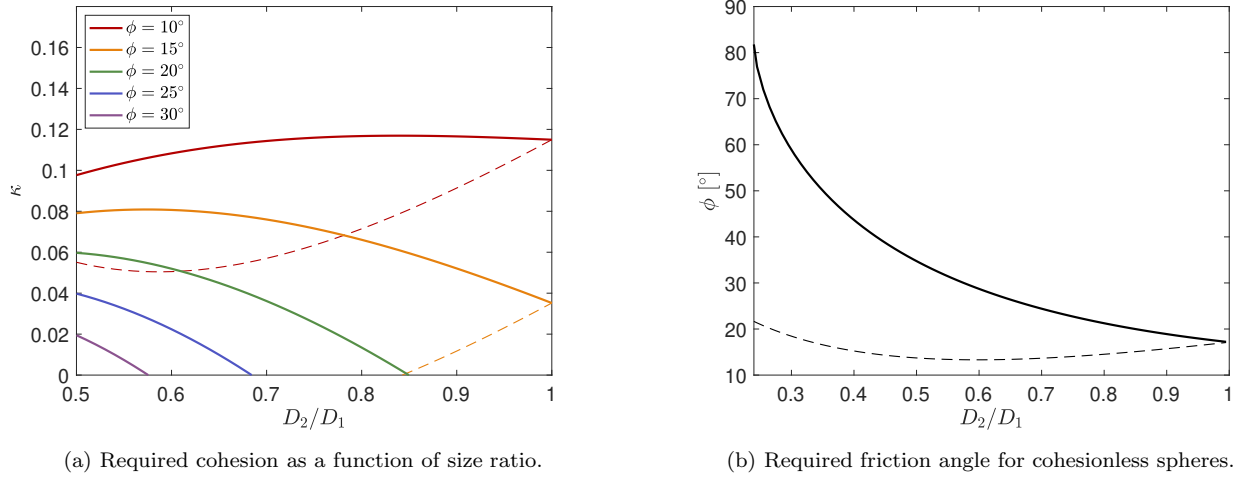 0.16
0.14
0.12
0.1
0.08
0.06
0.04
0.02
0
κ
ϕ = 10°
ϕ = 15°
ϕ = 20°
ϕ = 25°
ϕ = 30°
0.5 0.6 0.7 0.8 0.9 1
D₂/D₁
(a) Required cohesion as a function of size ratio.
90
80
70
60
50
40
30
20
10
ϕ [°]
0.3 0.4 0.5 0.6 0.7 0.8 0.9 1
D₂/D₁
(b) Required friction angle for cohesionless spheres.